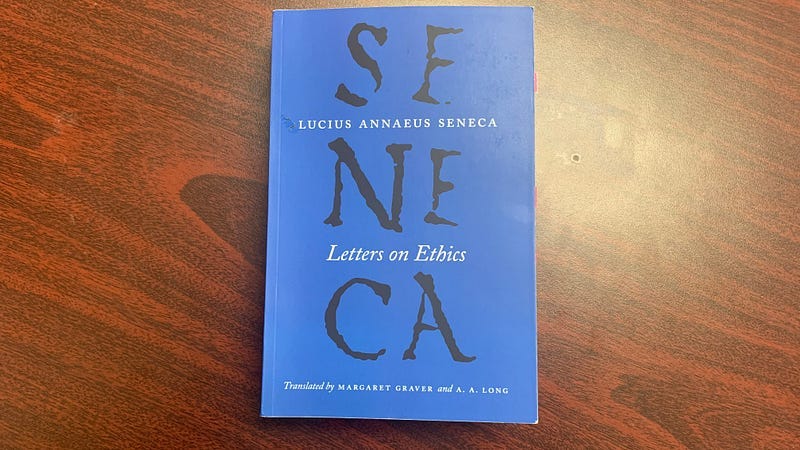 SE
LUCIUS ANNAEUS SENECA
NE
Letters on Ethics
CA
Translated by MARGARET GRAVER and A. A. LONG